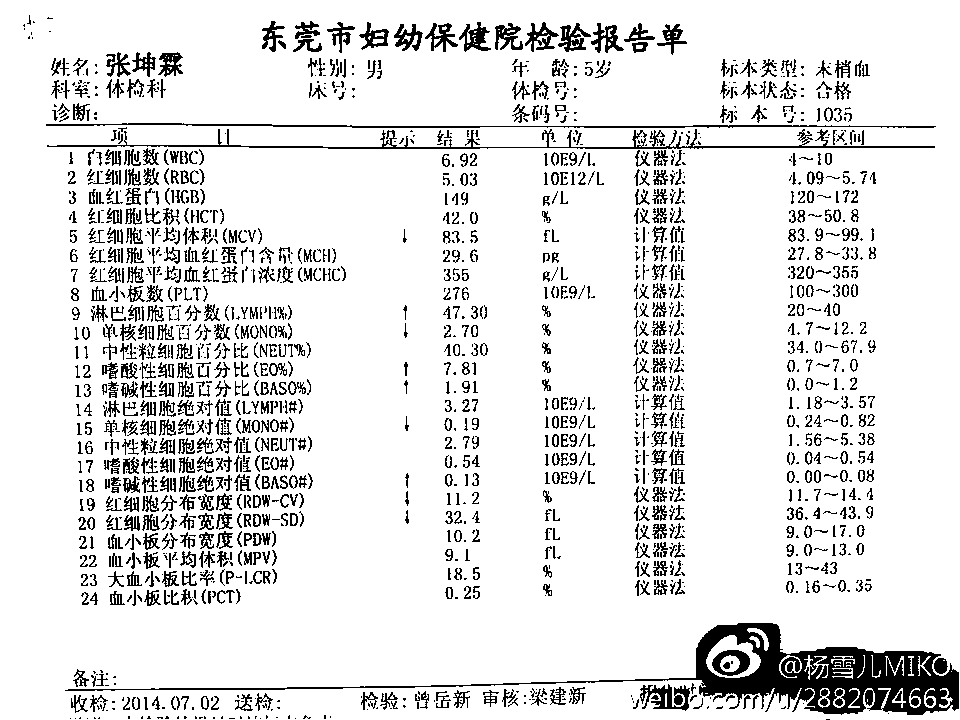 东莞市妇幼保健院检验报告单
姓名: 张坤霖 性别: 男 年 龄: 5岁 标本类型: 末梢血
科室: 体检科 床号: 体检号: 标本状态: 合格
诊断: 条码号: 标 本 号: 1035
项 目 提示 结 果 单 位 检验方法 参考区间
1 白细胞数(WBC) 6.92 10E9/L 仪器法 4~10
2 红细胞数(RBC) 5.03 10E12/L 仪器法 4.09~5.74
3 血红蛋白(HGB) 149 g/L 仪器法 120~172
4 红细胞比积(HCT) 42.0 % 仪器法 38~50.8
5 红细胞平均体积(MCV) ↓ 83.5 fL 计算值 83.9~99.1
6 红细胞平均血红蛋白含量(MCH) 29.6 pg 计算值 27.8~33.8
7 红细胞平均血红蛋白浓度(MCHC) 355 g/L 计算值 320~355
8 血小板数(PLT) 276 10E9/L 仪器法 100~300
9 淋巴细胞百分数(LYMPH%) ↑ 47.30 % 仪器法 20~40
10 单核细胞百分数(MONO%) ↓ 2.70 % 仪器法 4.7~12.2
11 中性粒细胞百分比(NEUT%) 40.30 % 仪器法 34.0~67.9
12 嗜酸性细胞百分比(EO%) ↑ 7.81 % 仪器法 0.7~7.0
13 嗜碱性细胞百分比(BASO%) ↑ 1.91 % 仪器法 0.0~1.2
14 淋巴细胞绝对值(LYMPH#) 3.27 10E9/L 计算值 1.18~3.57
15 单核细胞绝对值(MONO#) ↓ 0.19 10E9/L 计算值 0.24~0.82
16 中性粒细胞绝对值(NEUT#) 2.79 10E9/L 计算值 1.56~5.38
17 嗜酸性细胞绝对值(EO#) 0.54 10E9/L 计算值 0.04~0.54
18 嗜碱性细胞绝对值(BASO#) ↑ 0.13 10E9/L 计算值 0.00~0.08
19 红细胞分布宽度(RDW-CV) ↓ 11.2 % 仪器法 11.7~14.4
20 红细胞分布宽度(RDW-SD) ↓ 32.4 fL 仪器法 36.4~43.9
21 血小板分布宽度(PDW) 10.2 fL 仪器法 9.0~17.0
22 血小板平均体积(MPV) 9.1 fL 仪器法 9.0~13.0
23 大血小板比率(P-LCR) 18.5 % 仪器法 13~43
24 血小板比积(PCT) 0.25 % 仪器法 0.16~0.35
备注:
收检: 2014.07.02 送检: 检验: 曾岳新 审核: 梁建新
@杨雪儿MIKO
weibo.com/u/2882074663